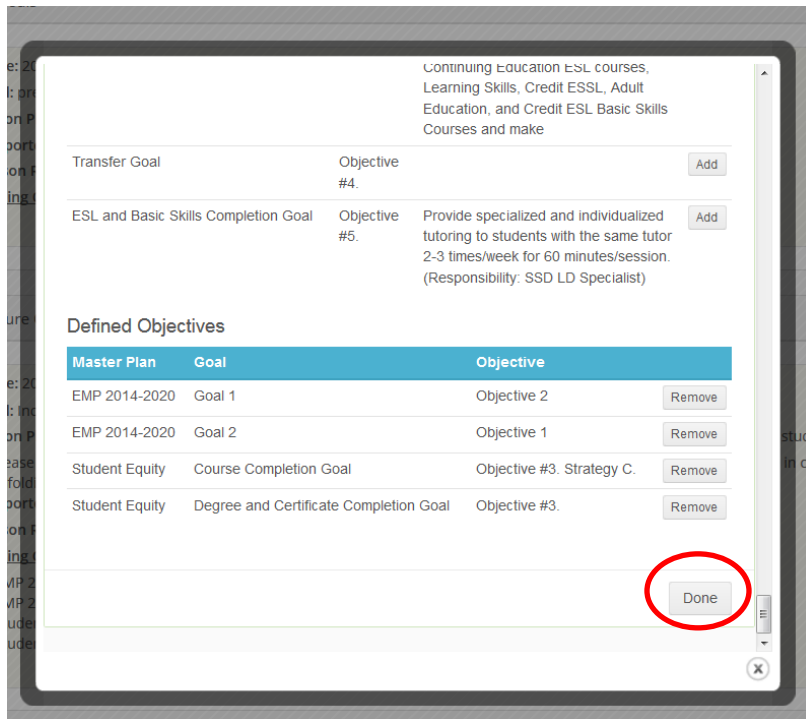 Continuing Education ESL courses,
Learning Skills, Credit ESSL, Adult
Education, and Credit ESL Basic Skills
Courses and make
Transfer Goal Objective #4. Add
ESL and Basic Skills Completion Goal Objective #5. Provide specialized and individualized Add
tutoring to students with the same tutor
2-3 times/week for 60 minutes/session.
(Responsibility: SSD LD Specialist)
Defined Objectives
Master Plan Goal Objective
EMP 2014-2020 Goal 1 Objective 2 Remove
EMP 2014-2020 Goal 2 Objective 1 Remove
Student Equity Course Completion Goal Objective #3. Strategy C. Remove
Student Equity Degree and Certificate Completion Goal Objective #3. Remove
Done
x